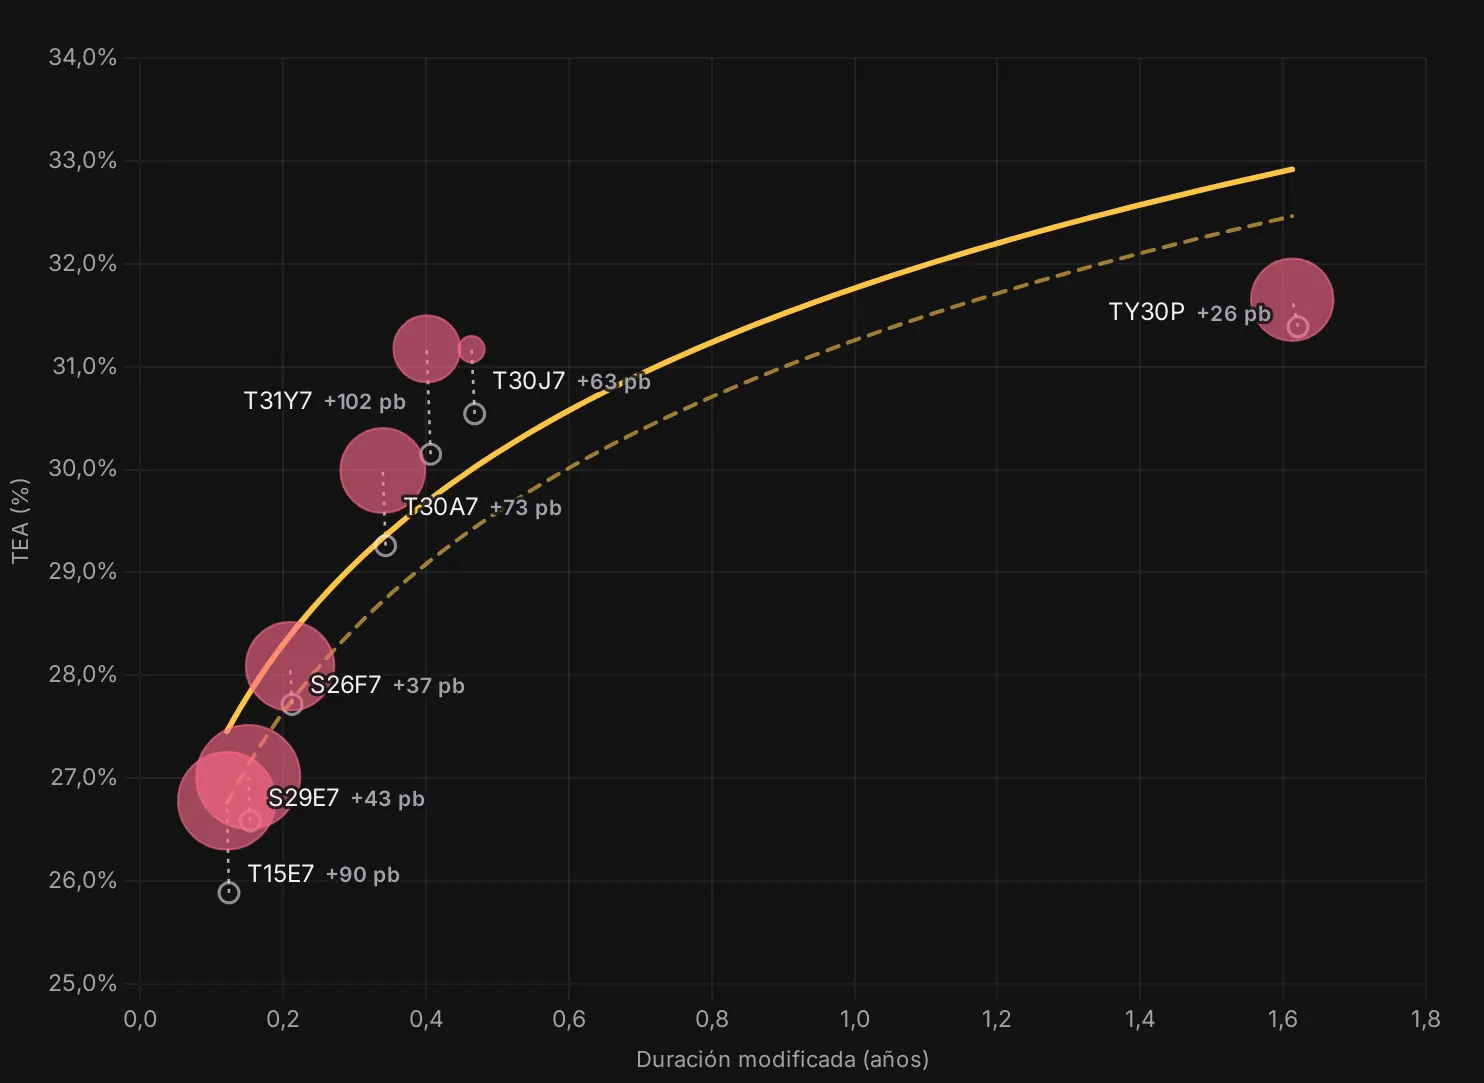 34,0%
33,0%
32,0%
TY30P +26 pb
31,0%
T30J7 +63 pb
T31Y7 +102 pb
30,0%
T30A7 +73 pb
TEA (%)
29,0%
28,0%
S26F7 +37 pb
27,0%
S29E7 +43 pb
26,0%
T15E7 +90 pb
25,0%
0,0 0,2 0,4 0,6 0,8 1,0 1,2 1,4 1,6 1,8
Duración modificada (años)